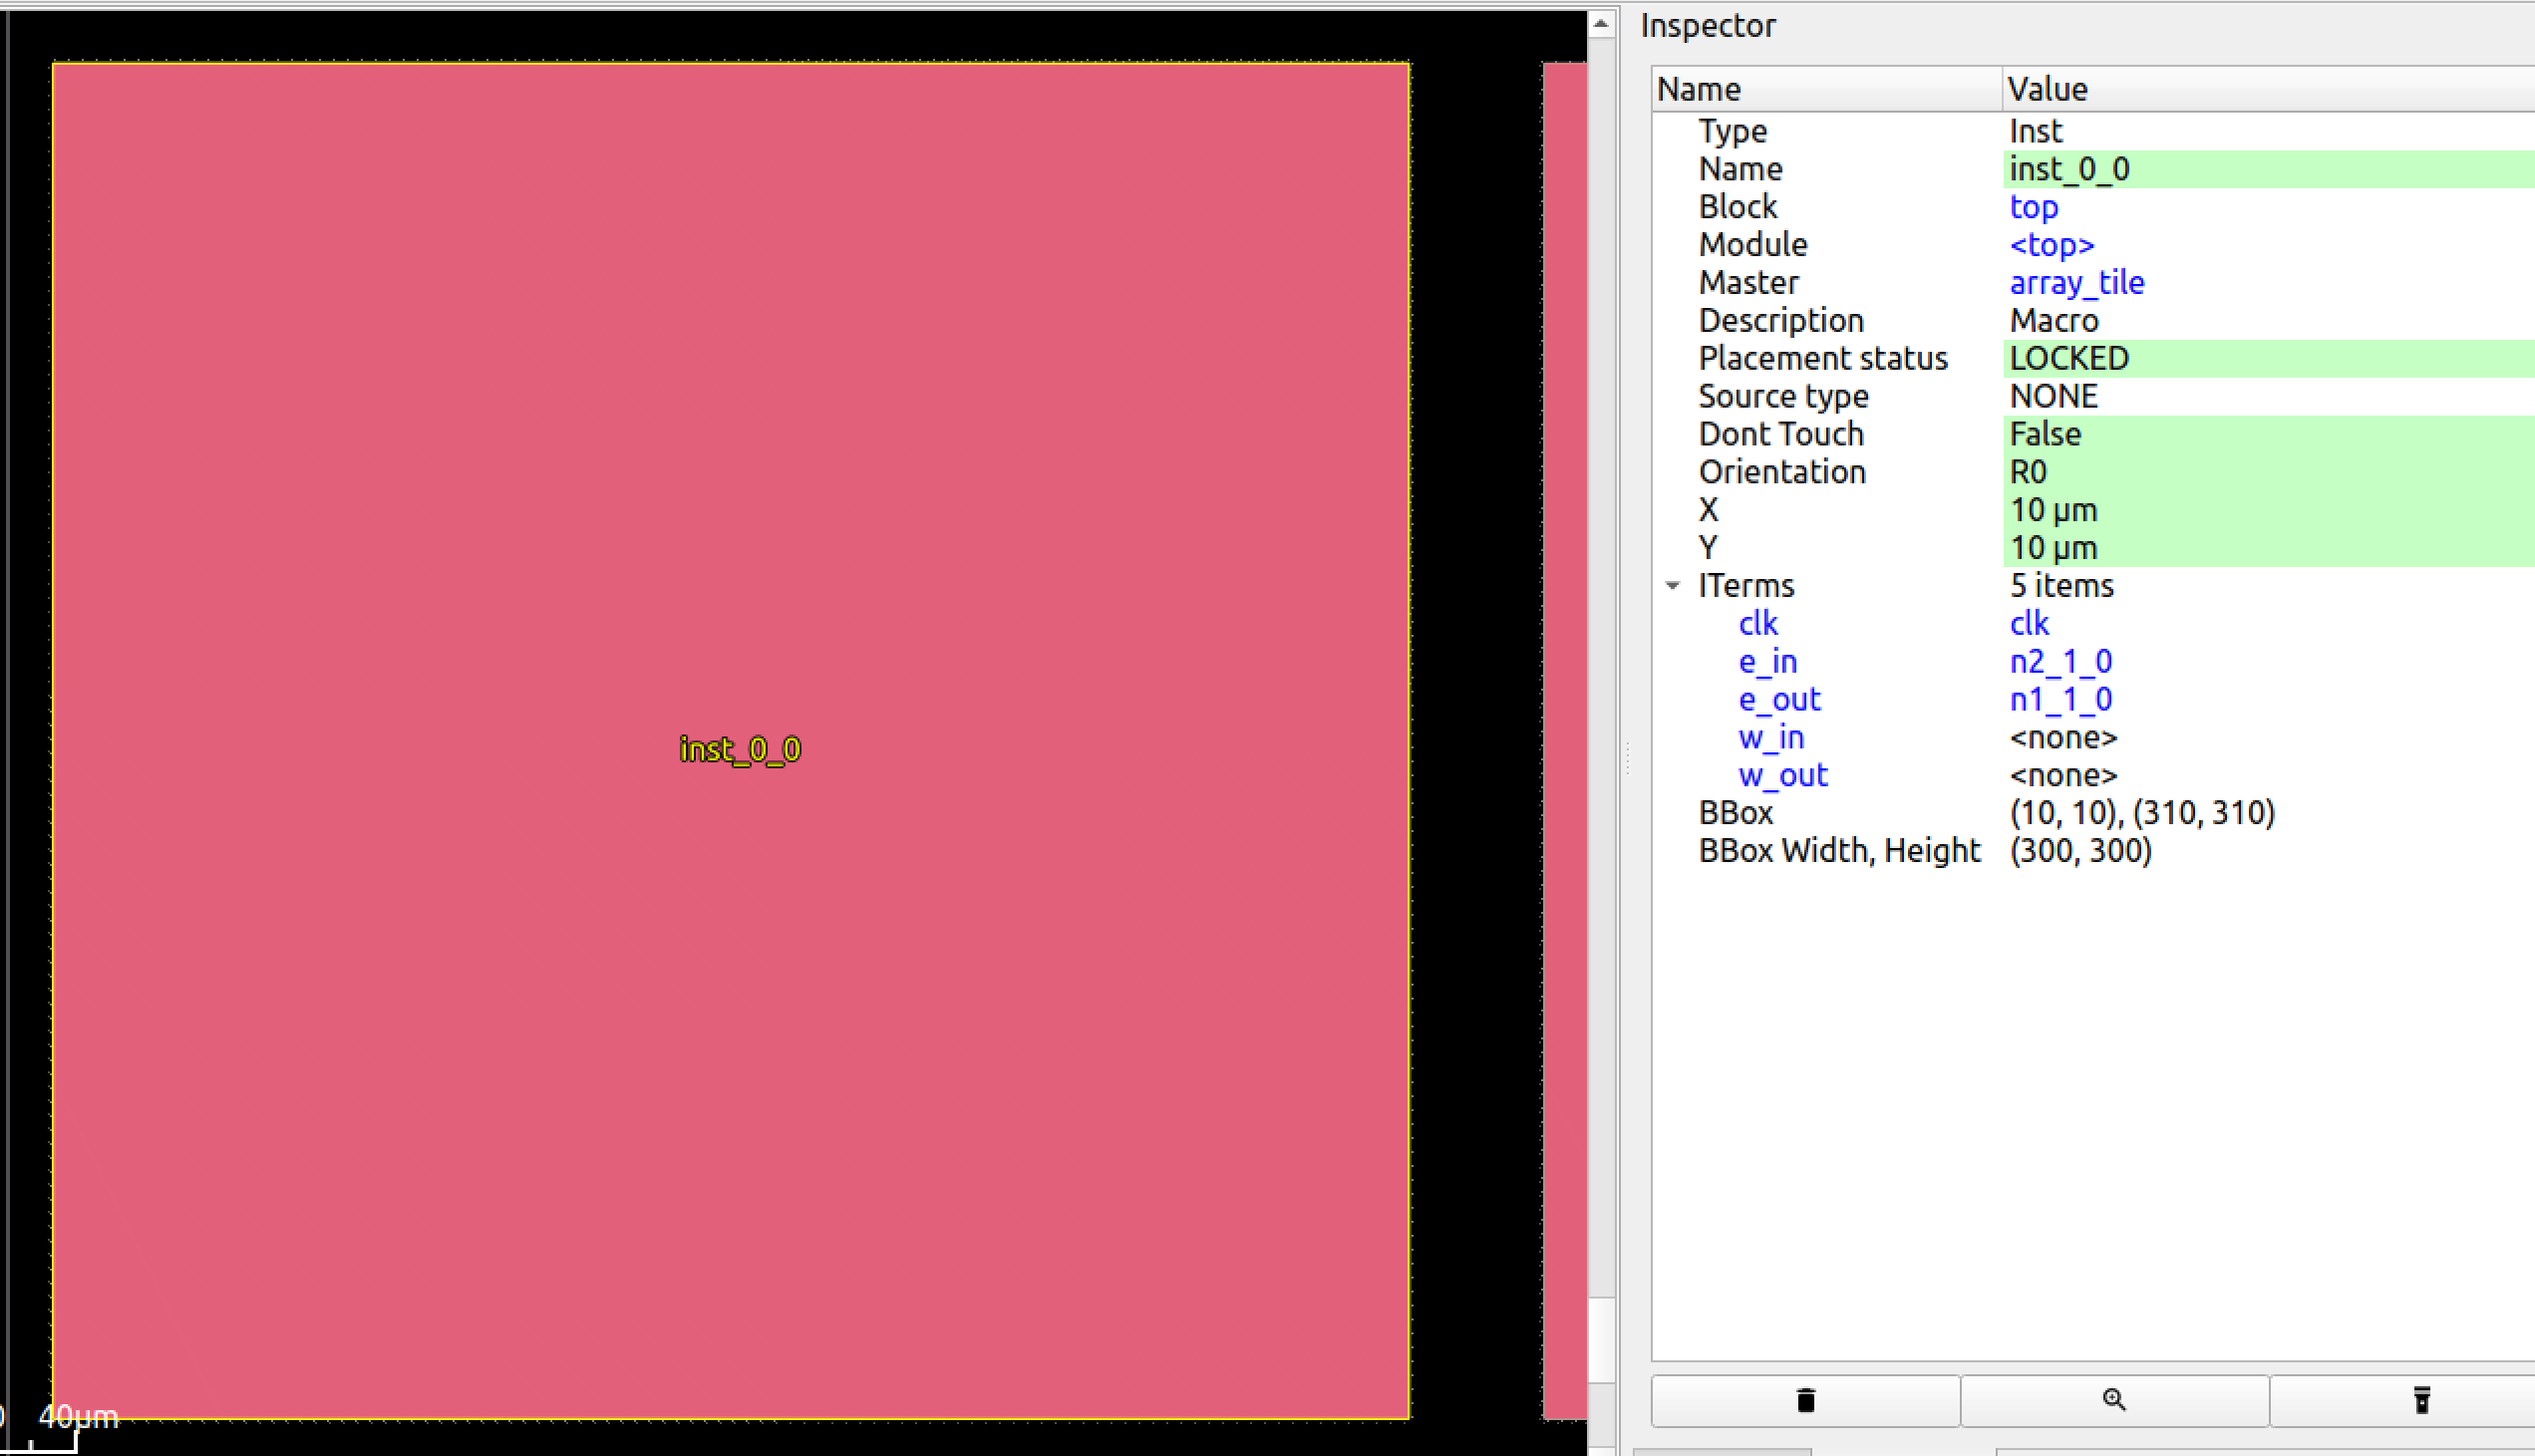 inst_0_0
40µm
Inspector
Name Value
Type Inst
Name inst_0_0
Block top
Module <top>
Master array_tile
Description Macro
Placement status LOCKED
Source type NONE
Dont Touch False
Orientation R0
X 10 µm
Y 10 µm
ITerms 5 items
clk clk
e_in n2_1_0
e_out n1_1_0
w_in <none>
w_out <none>
BBox (10, 10), (310, 310)
BBox Width, Height (300, 300)